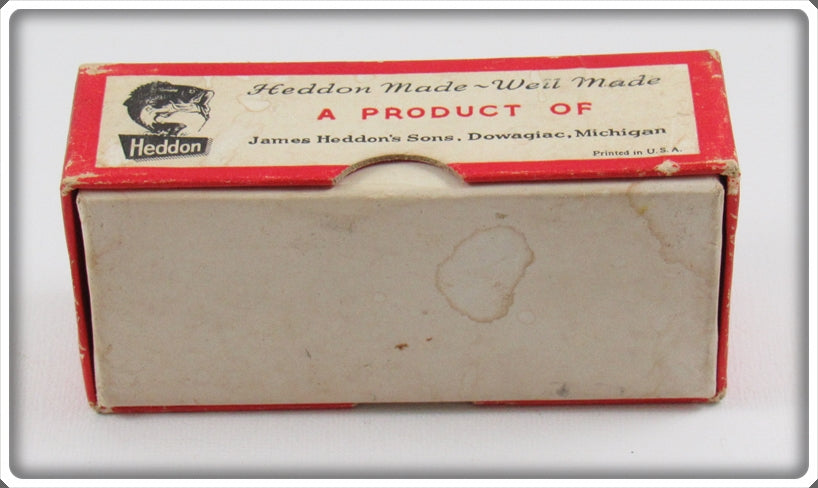 Heddon Made ~ Well Made
A PRODUCT OF
James Heddon's Sons, Dowagiac, Michigan
Printed in U.S.A.
Heddon